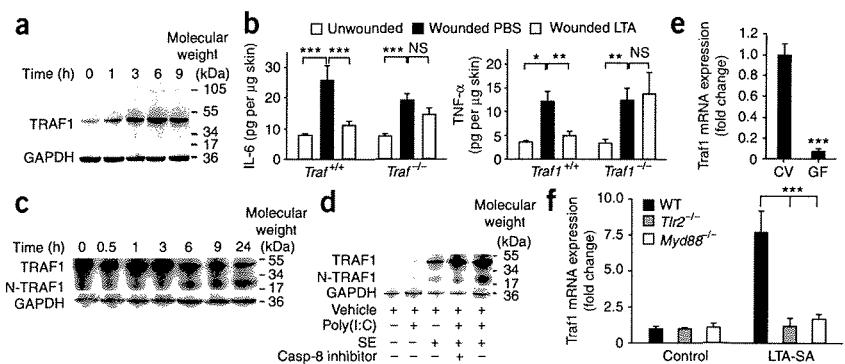 a
Molecular
weight
Time (h) 0 1 3 6 9 (kDa)
105
55
TRAF1
34
17
GAPDH
36
b
Unwounded Wounded PBS Wounded LTA
IL-6 (pg per µg skin)
40
30
20
10
0
*** *** *** NS
Traf+/+ Traf−/−
TNF-α
(pg per µg skin)
20
15
10
5
0
* ** ** NS
Traf1+/+ Traf1−/−
e
Traf1 mRNA expression
(fold change)
1.2
1.0
0.8
0.6
0.4
0.2
0
***
CV GF
c
Molecular
weight
Time (h) 0 0.5 1 3 6 9 24 (kDa)
TRAF1
55
34
N-TRAF1
17
GAPDH
36
d
Molecular
weight
(kDa)
TRAF1
55
34
N-TRAF1
17
GAPDH
36
Vehicle + + + + +
Poly(I:C) − + − + +
SE − − + + +
Casp-8 inhibitor − − − + −
f
Traf1 mRNA expression
(fold change)
10.0
7.5
5.0
2.5
0
WT
Tlr2−/−
Myd88−/−
***
Control LTA-SA